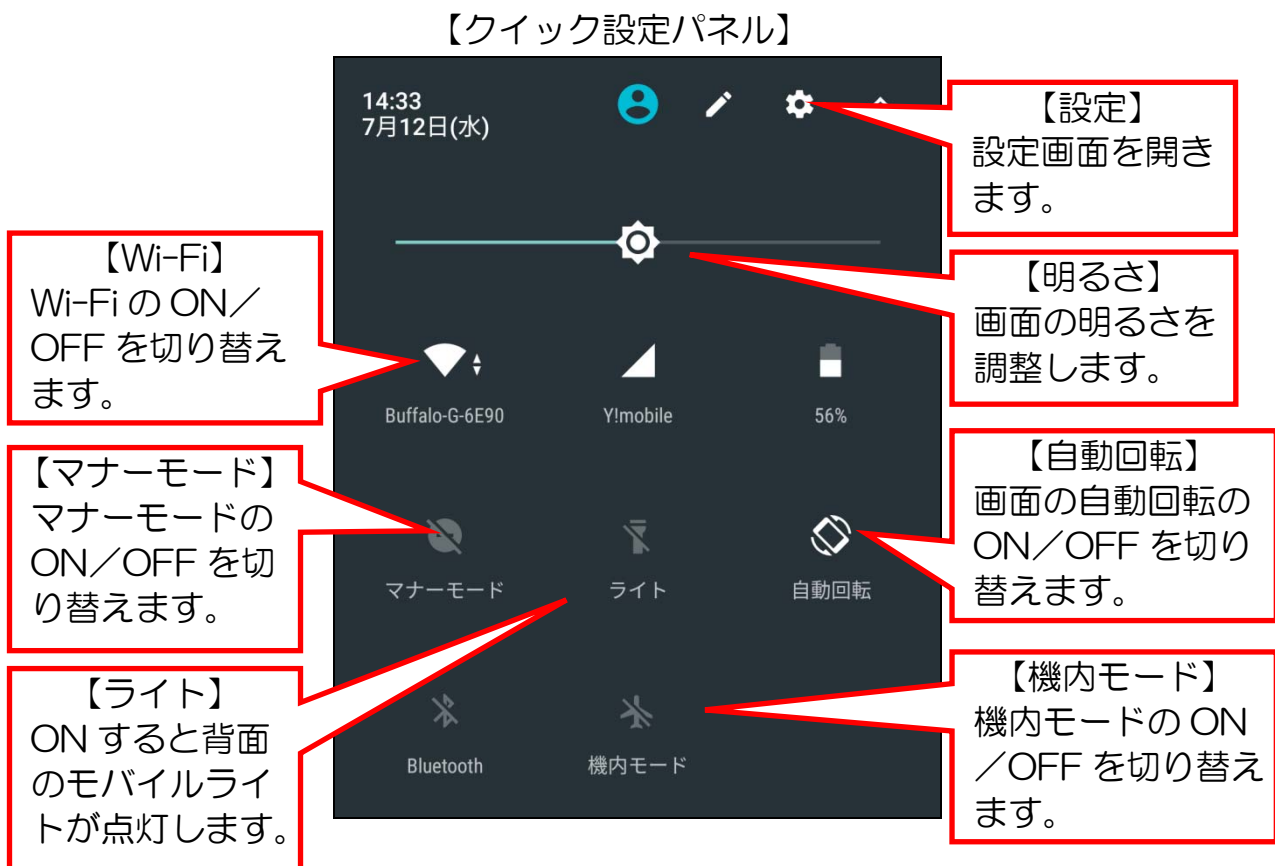 【クイック設定パネル】
14:33
7月12日(水)
【設定】
設定画面を開き
ます。
【Wi-Fi】
Wi-Fi の ON／
OFF を切り替え
ます。
【明るさ】
画面の明るさを
調整します。
Buffalo-G-6E90
Y!mobile
56%
【マナーモード】
マナーモードの
ON／OFF を切
り替えます。
【自動回転】
画面の自動回転の
ON／OFF を切り
替えます。
マナーモード
ライト
自動回転
【ライト】
ON すると背面
のモバイルライ
トが点灯します。
【機内モード】
機内モードの ON
／OFF を切り替え
ます。
Bluetooth
機内モード